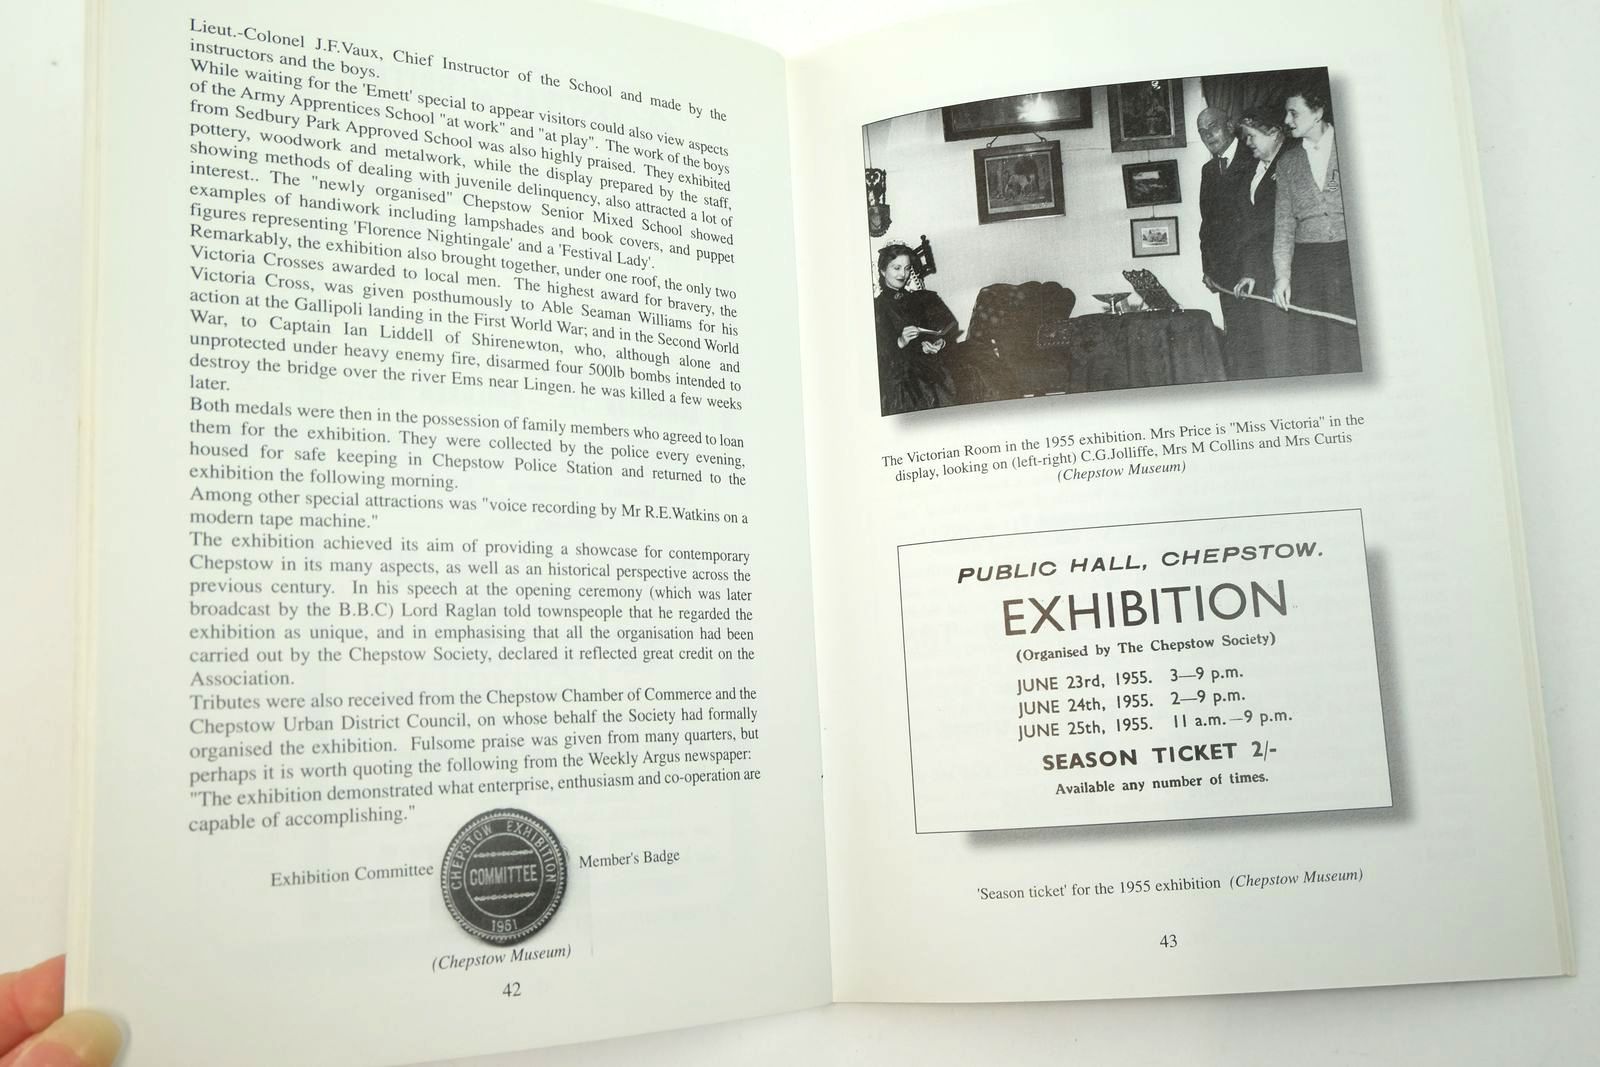 Lieut.-Colonel J.F.Vaux, Chief Instructor of the School and made by the
instructors and the boys.
While waiting for the 'Emett' special to appear visitors could also view aspects
of the Army Apprentices School "at work" and "at play". The work of the boys
from Sedbury Park Approved School was also highly praised. They exhibited
pottery, woodwork and metalwork, while the display prepared by the staff,
showing methods of dealing with juvenile delinquency, also attracted a lot of
interest.. The "newly organised" Chepstow Senior Mixed School showed
examples of handiwork including lampshades and book covers, and puppet
figures representing 'Florence Nightingale' and a 'Festival Lady'.
Remarkably, the exhibition also brought together, under one roof, the only two
Victoria Crosses awarded to local men. The highest award for bravery, the
Victoria Cross, was given posthumously to Able Seaman Williams for his
action at the Gallipoli landing in the First World War; and in the Second World
War, to Captain Ian Liddell of Shirenewton, who, although alone and
unprotected under heavy enemy fire, disarmed four 500lb bombs intended to
destroy the bridge over the river Ems near Lingen. he was killed a few weeks
later.
Both medals were then in the possession of family members who agreed to loan
them for the exhibition. They were collected by the police every evening,
housed for safe keeping in Chepstow Police Station and returned to the
exhibition the following morning.
Among other special attractions was "voice recording by Mr R.E.Watkins on a
modern tape machine."
The exhibition achieved its aim of providing a showcase for contemporary
Chepstow in its many aspects, as well as an historical perspective across the
previous century. In his speech at the opening ceremony (which was later
broadcast by the B.B.C) Lord Raglan told townspeople that he regarded the
exhibition as unique, and in emphasising that all the organisation had been
carried out by the Chepstow Society, declared it reflected great credit on the
Association.
Tributes were also received from the Chepstow Chamber of Commerce and the
Chepstow Urban District Council, on whose behalf the Society had formally
organised the exhibition. Fulsome praise was given from many quarters, but
perhaps it is worth quoting the following from the Weekly Argus newspaper:
"The exhibition demonstrated what enterprise, enthusiasm and co-operation are
capable of accomplishing."
Exhibition Committee
CHEPSTOW EXHIBITION
COMMITTEE
1951
Member's Badge
(Chepstow Museum)
42
The Victorian Room in the 1955 exhibition. Mrs Price is "Miss Victoria" in the
display, looking on (left-right) C.G.Jolliffe, Mrs M Collins and Mrs Curtis
(Chepstow Museum)
PUBLIC HALL, CHEPSTOW.
EXHIBITION
(Organised by The Chepstow Society)
JUNE 23rd, 1955. 3—9 p.m.
JUNE 24th, 1955. 2—9 p.m.
JUNE 25th, 1955. 11 a.m.—9 p.m.
SEASON TICKET 2/-
Available any number of times.
'Season ticket' for the 1955 exhibition (Chepstow Museum)
43